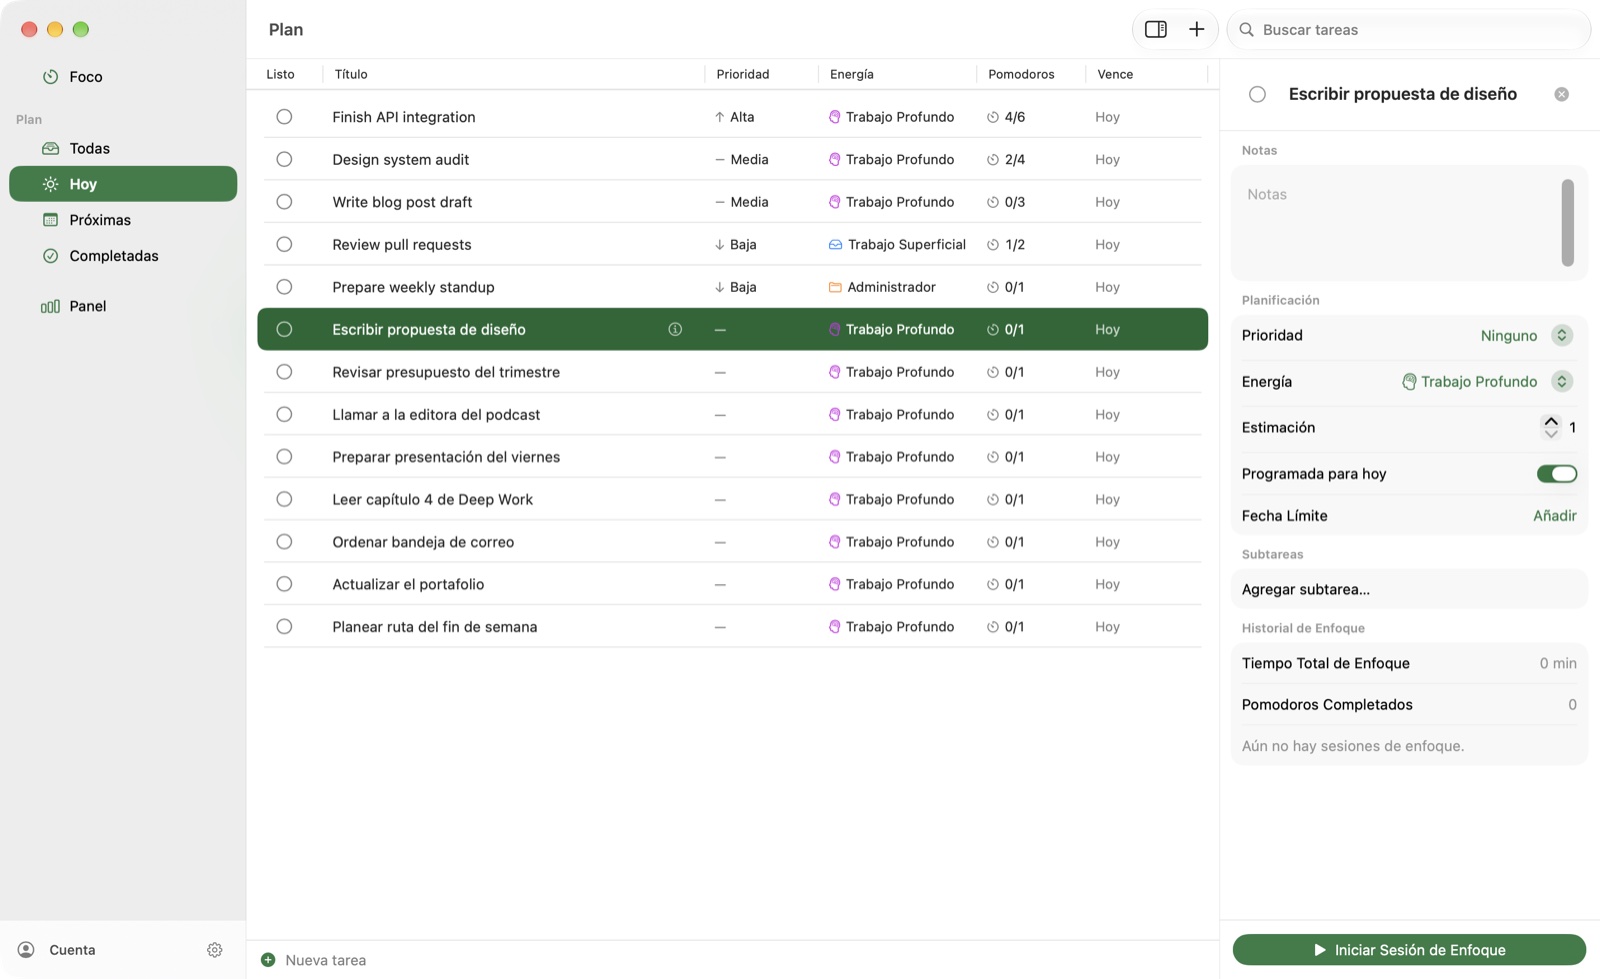 Foco
Plan
Todas
Hoy
Próximas
Completadas
Panel
Cuenta
Plan
Buscar tareas
Listo Título Prioridad Energía Pomodoros Vence
Finish API integration Alta Trabajo Profundo 4/6 Hoy
Design system audit Media Trabajo Profundo 2/4 Hoy
Write blog post draft Media Trabajo Profundo 0/3 Hoy
Review pull requests Baja Trabajo Superficial 1/2 Hoy
Prepare weekly standup Baja Administrador 0/1 Hoy
Escribir propuesta de diseño — Trabajo Profundo 0/1 Hoy
Revisar presupuesto del trimestre — Trabajo Profundo 0/1 Hoy
Llamar a la editora del podcast — Trabajo Profundo 0/1 Hoy
Preparar presentación del viernes — Trabajo Profundo 0/1 Hoy
Leer capítulo 4 de Deep Work — Trabajo Profundo 0/1 Hoy
Ordenar bandeja de correo — Trabajo Profundo 0/1 Hoy
Actualizar el portafolio — Trabajo Profundo 0/1 Hoy
Planear ruta del fin de semana — Trabajo Profundo 0/1 Hoy
Nueva tarea
Escribir propuesta de diseño
Notas
Notas
Planificación
Prioridad Ninguno
Energía Trabajo Profundo
Estimación 1
Programada para hoy
Fecha Límite Añadir
Subtareas
Agregar subtarea...
Historial de Enfoque
Tiempo Total de Enfoque 0 min
Pomodoros Completados 0
Aún no hay sesiones de enfoque.
Iniciar Sesión de Enfoque